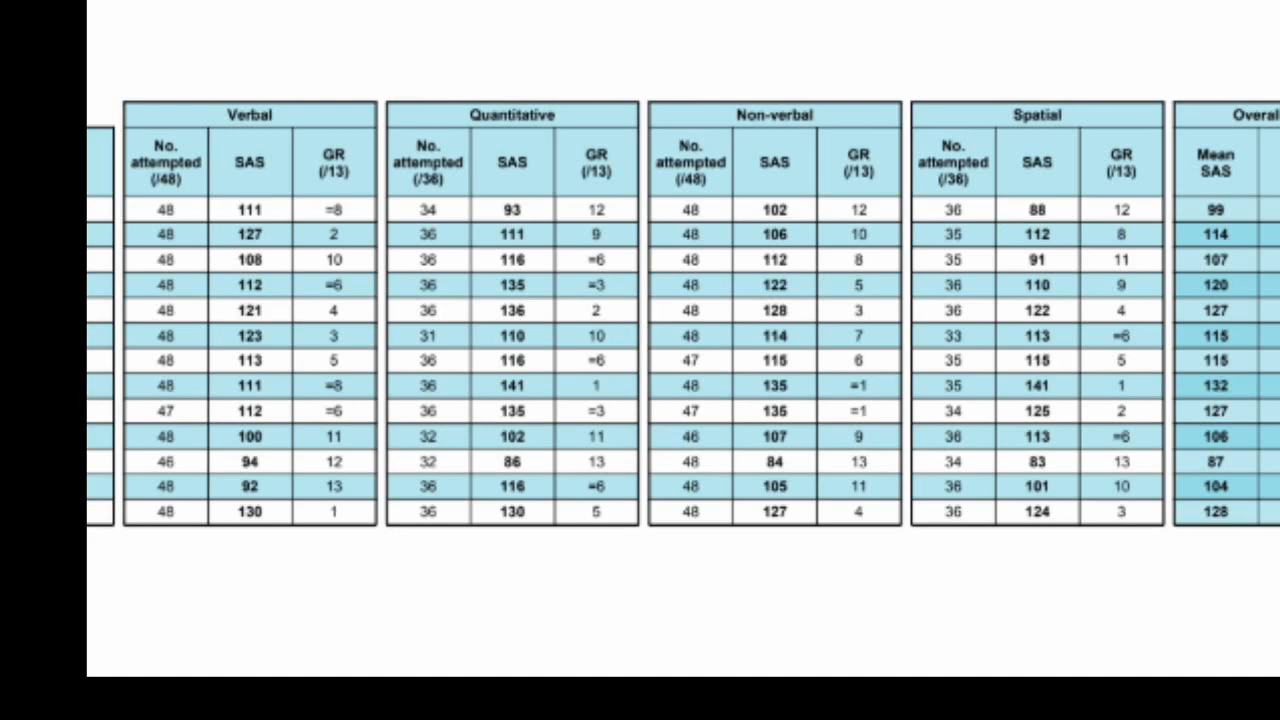 Verbal Quantitative Non-verbal Spatial Overal
No. attempted (/48) SAS GR (/13) No. attempted (/36) SAS GR (/13) No. attempted (/48) SAS GR (/13) No. attempted (/36) SAS GR (/13) Mean SAS
48 111 =8 34 93 12 48 102 12 36 88 12 99
48 127 2 36 111 9 48 106 10 35 112 8 114
48 108 10 36 116 =6 48 112 8 35 91 11 107
48 112 =6 36 135 =3 48 122 5 36 110 9 120
48 121 4 36 136 2 48 128 3 36 122 4 127
48 123 3 31 110 10 48 114 7 33 113 =6 115
48 113 5 36 116 =6 47 115 6 35 115 5 115
48 111 =8 36 141 1 48 135 =1 35 141 1 132
47 112 =6 36 135 =3 47 135 =1 34 125 2 127
48 100 11 32 102 11 46 107 9 36 113 =6 106
46 94 12 32 86 13 48 84 13 34 83 13 87
48 92 13 36 116 =6 48 105 11 36 101 10 104
48 130 1 36 130 5 48 127 4 36 124 3 128